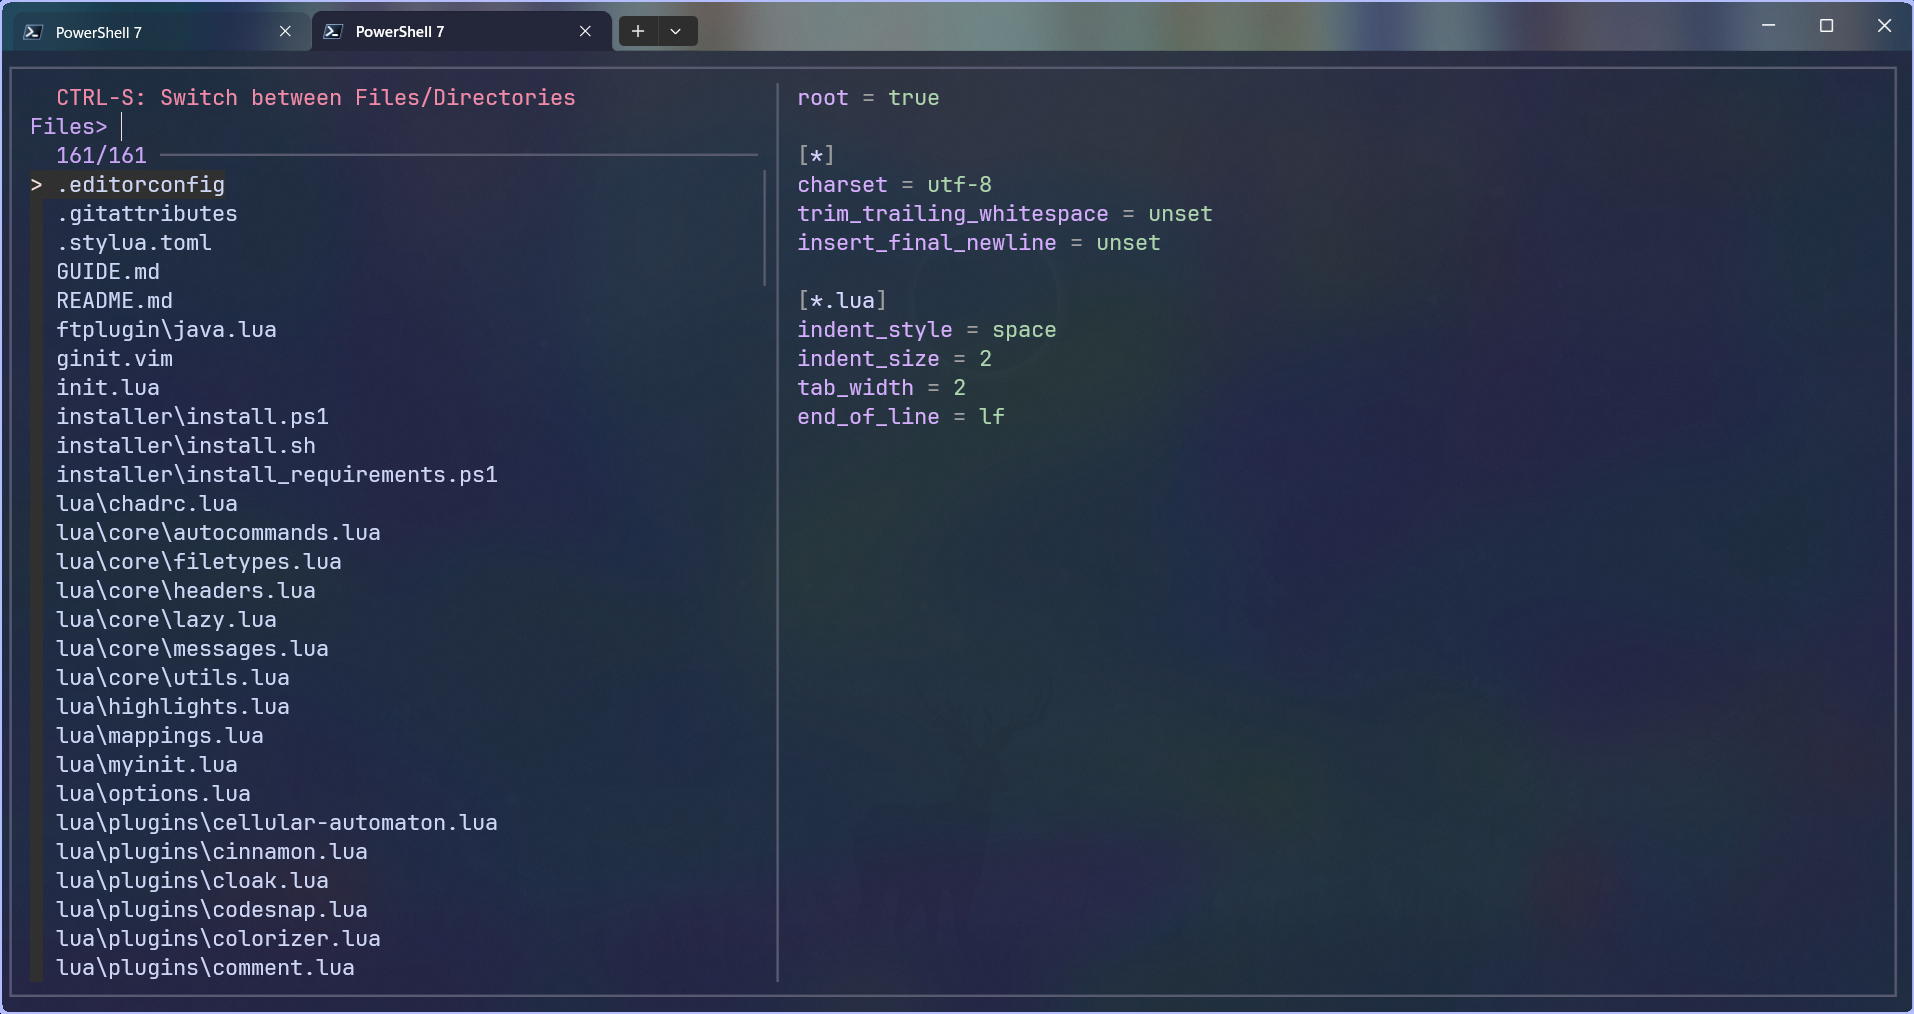 PowerShell 7
PowerShell 7
CTRL-S: Switch between Files/Directories
Files>
161/161
> .editorconfig
.gitattributes
.stylua.toml
GUIDE.md
README.md
ftplugin\java.lua
ginit.vim
init.lua
installer\install.ps1
installer\install.sh
installer\install_requirements.ps1
lua\chadrc.lua
lua\core\autocommands.lua
lua\core\filetypes.lua
lua\core\headers.lua
lua\core\lazy.lua
lua\core\messages.lua
lua\core\utils.lua
lua\highlights.lua
lua\mappings.lua
lua\myinit.lua
lua\options.lua
lua\plugins\cellular-automaton.lua
lua\plugins\cinnamon.lua
lua\plugins\cloak.lua
lua\plugins\codesnap.lua
lua\plugins\colorizer.lua
lua\plugins\comment.lua
root = true
[*]
charset = utf-8
trim_trailing_whitespace = unset
insert_final_newline = unset
[*.lua]
indent_style = space
indent_size = 2
tab_width = 2
end_of_line = lf